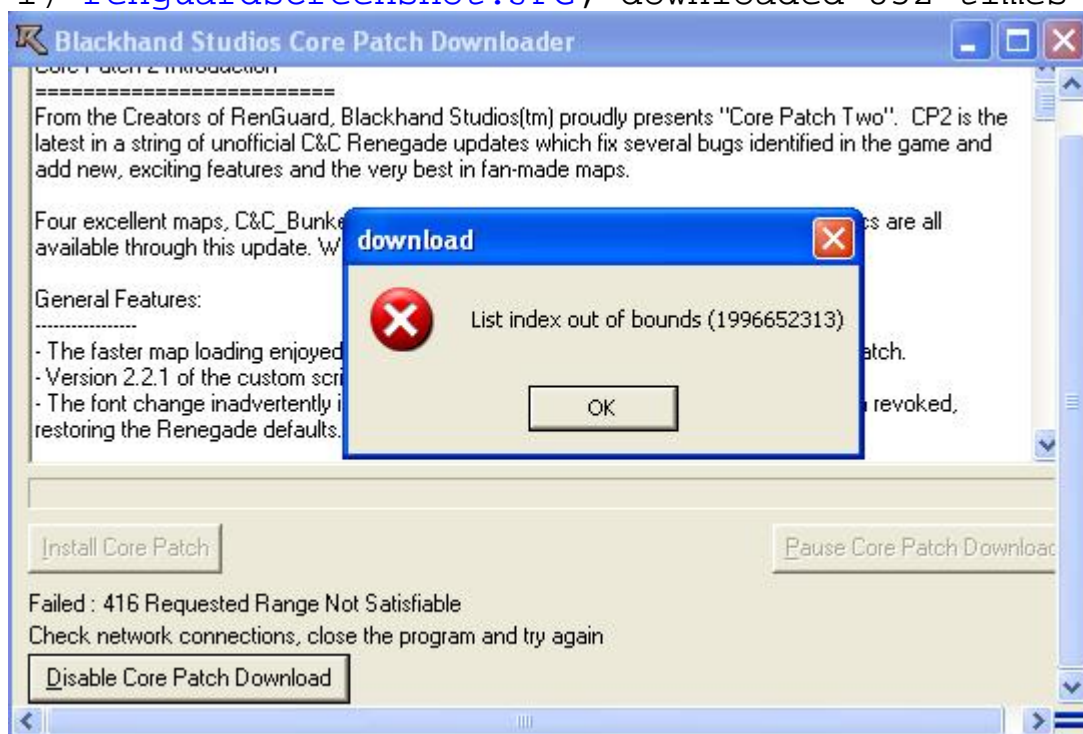 Blackhand Studios Core Patch Downloader
Core Patch 2 Introduction
=========================
From the Creators of RenGuard, Blackhand Studios(tm) proudly presents "Core Patch Two". CP2 is the
latest in a string of unofficial C&C Renegade updates which fix several bugs identified in the game and
add new, exciting features and the very best in fan-made maps.
Four excellent maps, C&C_Bunke
cs are all
available through this update. W
download
List index out of bounds (1996652313)
OK
General Features:
-----------------
- The faster map loading enjoyed
atch.
- Version 2.2.1 of the custom scri
- The font change inadvertently i
revoked,
restoring the Renegade defaults.
Install Core Patch
Pause Core Patch Downloac
Failed : 416 Requested Range Not Satisfiable
Check network connections, close the program and try again
Disable Core Patch Download